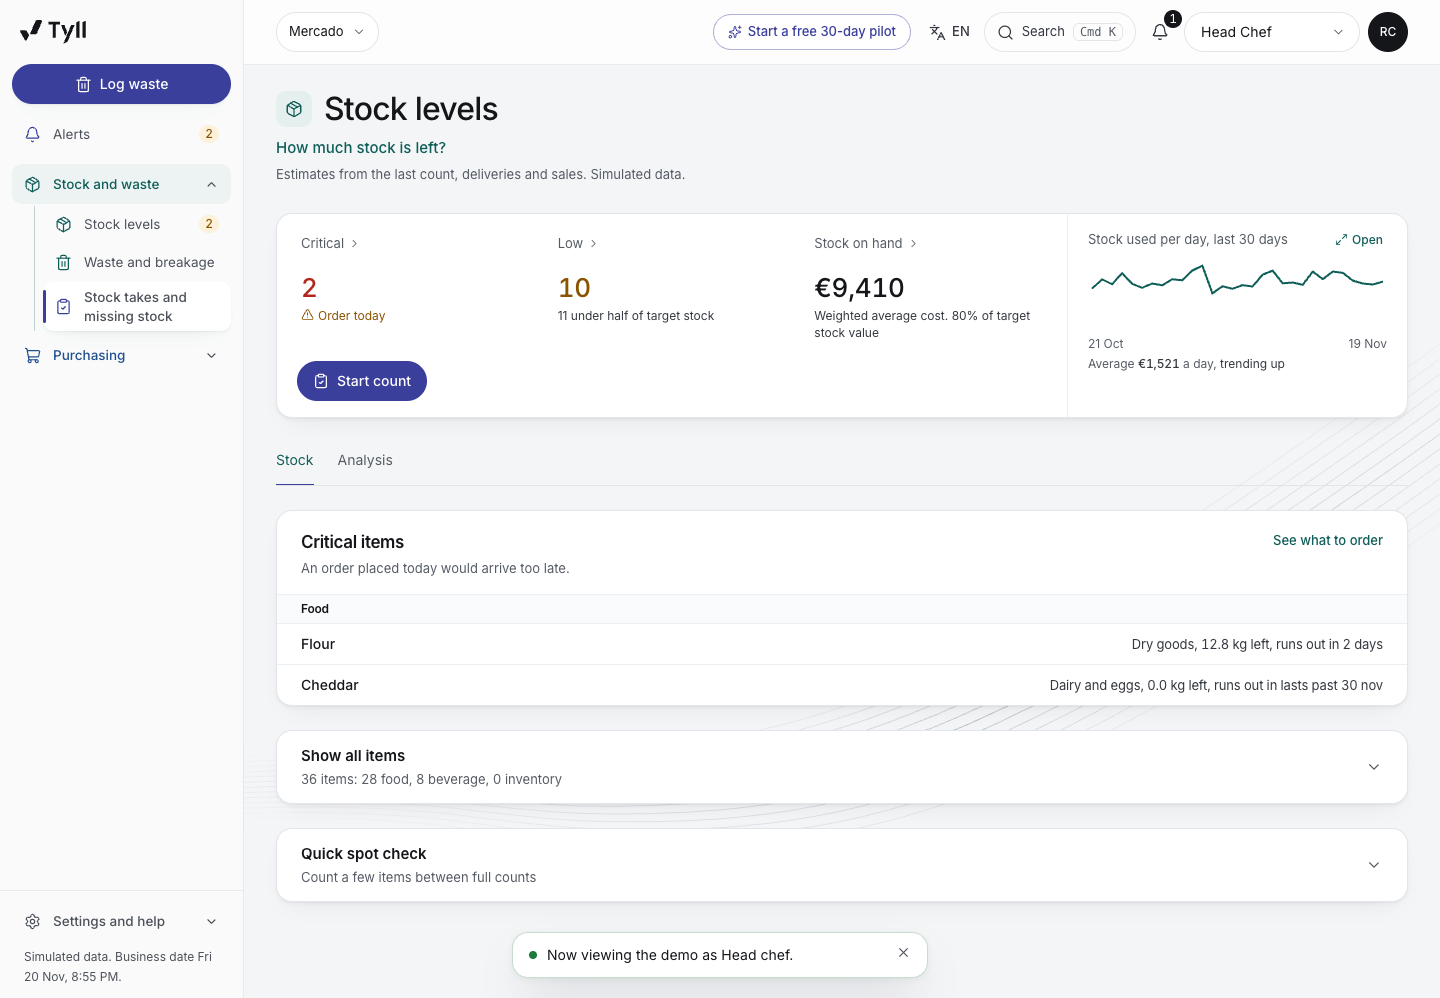 Tyll
Log waste
Alerts 2
Stock and waste
Stock levels 2
Waste and breakage
Stock takes and
missing stock
Purchasing
Settings and help
Simulated data. Business date Fri
20 Nov, 8:55 PM.
Mercado
Start a free 30-day pilot
EN
Search Cmd K
1
Head Chef
RC
Stock levels
How much stock is left?
Estimates from the last count, deliveries and sales. Simulated data.
Critical
2
Order today
Low
10
11 under half of target stock
Stock on hand
€9,410
Weighted average cost. 80% of target
stock value
Start count
Stock used per day, last 30 days
Open
21 Oct 19 Nov
Average €1,521 a day, trending up
Stock Analysis
Critical items
See what to order
An order placed today would arrive too late.
Food
Flour Dry goods, 12.8 kg left, runs out in 2 days
Cheddar Dairy and eggs, 0.0 kg left, runs out in lasts past 30 nov
Show all items
36 items: 28 food, 8 beverage, 0 inventory
Quick spot check
Count a few items between full counts
Now viewing the demo as Head chef.